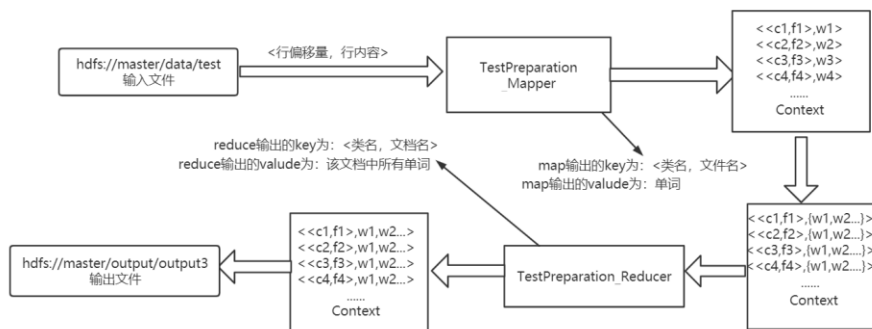 hdfs://master/data/test
输入文件
<行偏移量，行内容>
TestPreparation
_Mapper
<<c1,f1>,w1>
<<c2,f2>,w2>
<<c3,f3>,w3>
<<c4,f4>,w4>
......
Context
reduce输出的key为：<类名，文档名>
reduce输出的valude为：该文档中所有单词
map输出的key为：<类名，文件名>
map输出的valude为：单词
<<c1,f1>,{w1,w2...}>
<<c2,f2>,{w1,w2....}>
<<c3,f3>,{w1,w2...}>
<<c4,f4>,{w1,w2....}>
......
Context
TestPreparation_Reducer
<<c1,f1>,w1,w2...>
<<c2,f2>,w1,w2...>
<<c3,f3>,w1,w2...>
<<c4,f4>,w1,w2...>
......
Context
hdfs://master/output/output3
输出文件